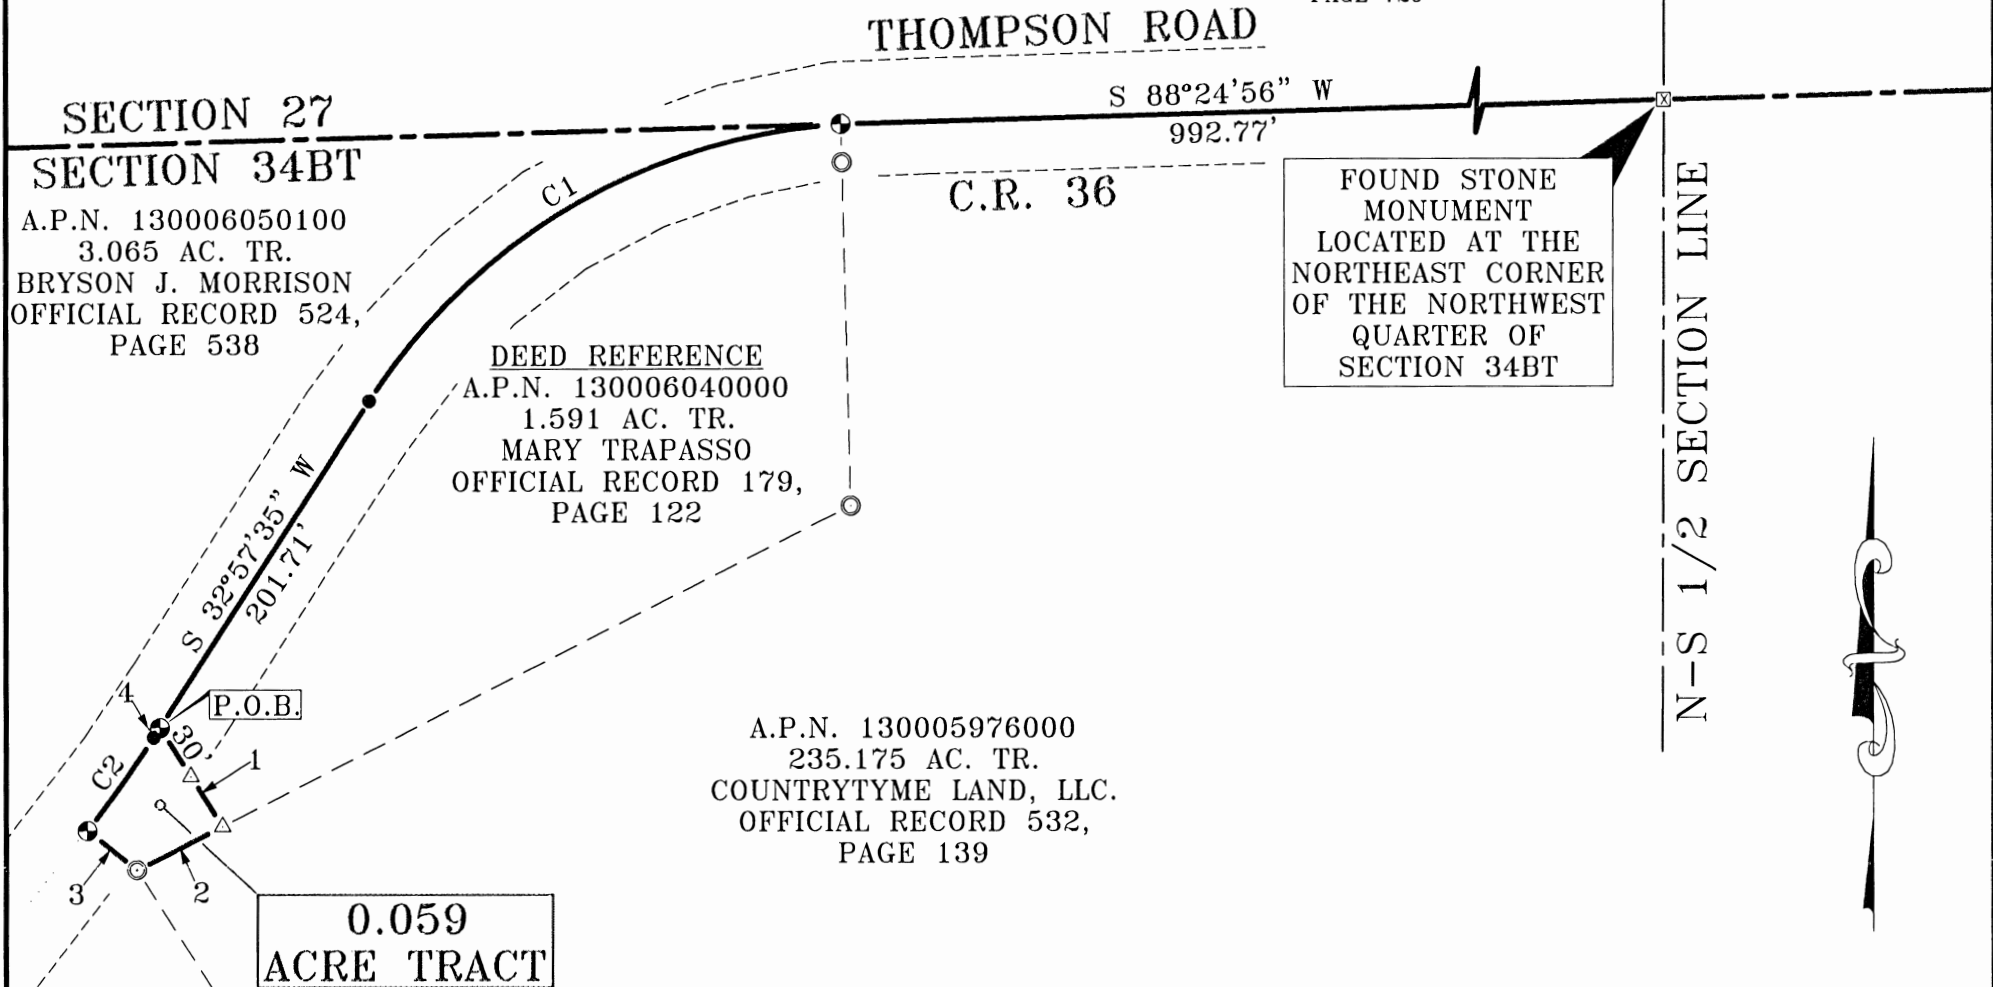 THOMPSON ROAD
SECTION 27
SECTION 34BT
S 88°24'56" W
992.77'
C.R. 36
C1
A.P.N. 130006050100
3.065 AC. TR.
BRYSON J. MORRISON
OFFICIAL RECORD 524,
PAGE 538
FOUND STONE
MONUMENT
LOCATED AT THE
NORTHEAST CORNER
OF THE NORTHWEST
QUARTER OF
SECTION 34BT
N-S 1/2 SECTION LINE
DEED REFERENCE
A.P.N. 130006040000
1.591 AC. TR.
MARY TRAPASSO
OFFICIAL RECORD 179,
PAGE 122
S 32°57'35" W
201.71'
4
P.O.B.
30'
1
C2
3
2
A.P.N. 130005976000
235.175 AC. TR.
COUNTRYTYME LAND, LLC.
OFFICIAL RECORD 532,
PAGE 139
0.059
ACRE TRACT